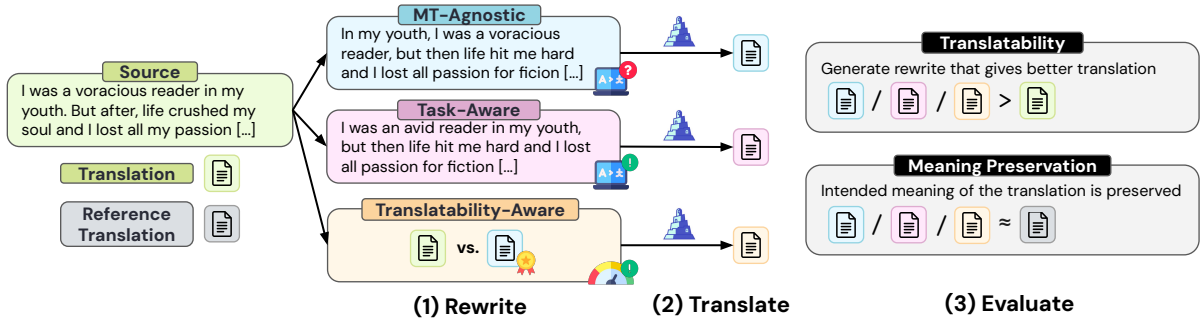 Source
I was a voracious reader in my
youth. But after, life crushed my
soul and I lost all my passion [...]
Translation
Reference
Translation
MT-Agnostic
In my youth, I was a voracious
reader, but then life hit me hard
and I lost all passion for ficion [...]
A>文
?
Task-Aware
I was an avid reader in my youth,
but then life hit me hard and I lost
all passion for fiction [...]
A>文
!
Translatability-Aware
vs.
!
(1) Rewrite
(2) Translate
Translatability
Generate rewrite that gives better translation
/ / >
Meaning Preservation
Intended meaning of the translation is preserved
/ / ≈
(3) Evaluate